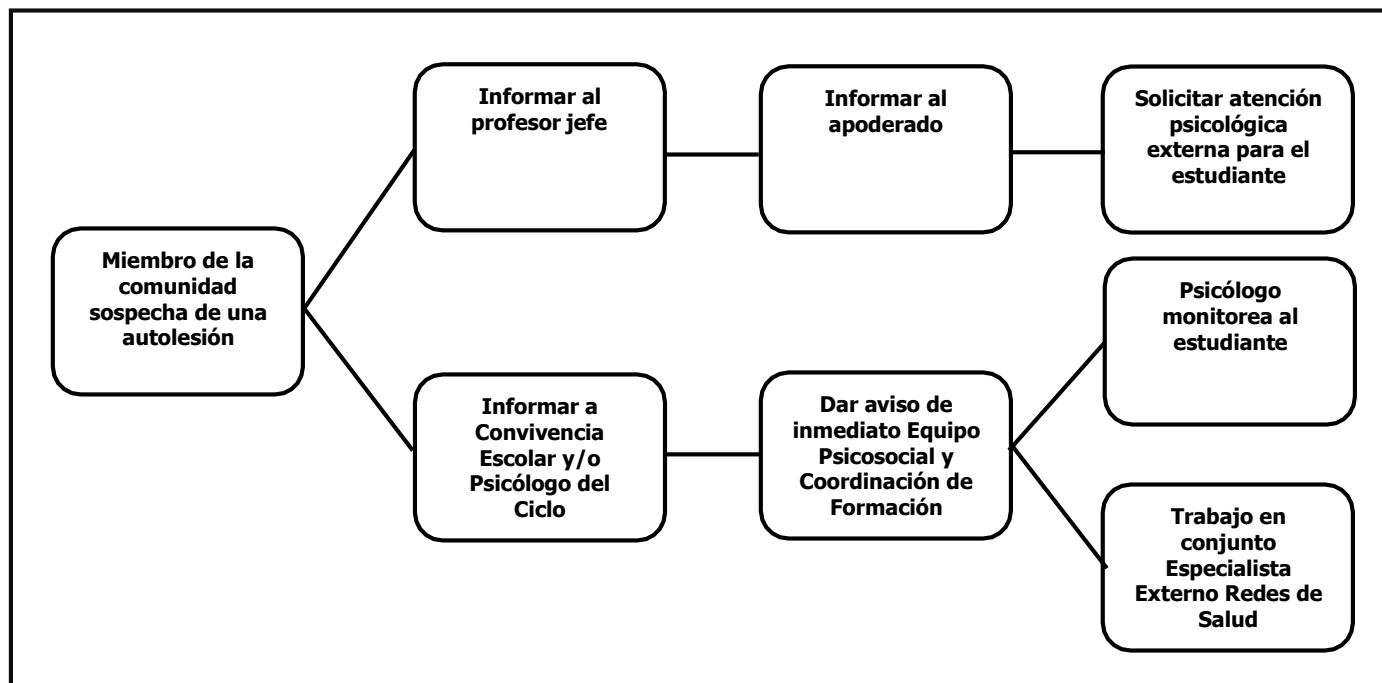 Informar al
profesor jefe
Informar al
apoderado
Solicitar atención
psicológica
externa para el
estudiante
Miembro de la
comunidad
sospecha de una
autolesión
Psicólogo
monitorea al
estudiante
Informar a
Convivencia
Escolar y/o
Psicólogo del
Ciclo
Dar aviso de
inmediato Equipo
Psicosocial y
Coordinación de
Formación
Trabajo en
conjunto
Especialista
Externo Redes de
Salud